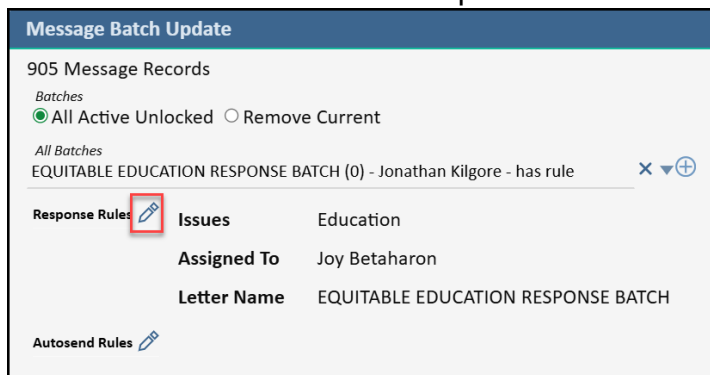 Message Batch Update
905 Message Records
Batches
All Active Unlocked Remove Current
All Batches
EQUITABLE EDUCATION RESPONSE BATCH (0) - Jonathan Kilgore - has rule
Response Rules Issues Education
Assigned To Joy Betaharon
Letter Name EQUITABLE EDUCATION RESPONSE BATCH
Autosend Rules